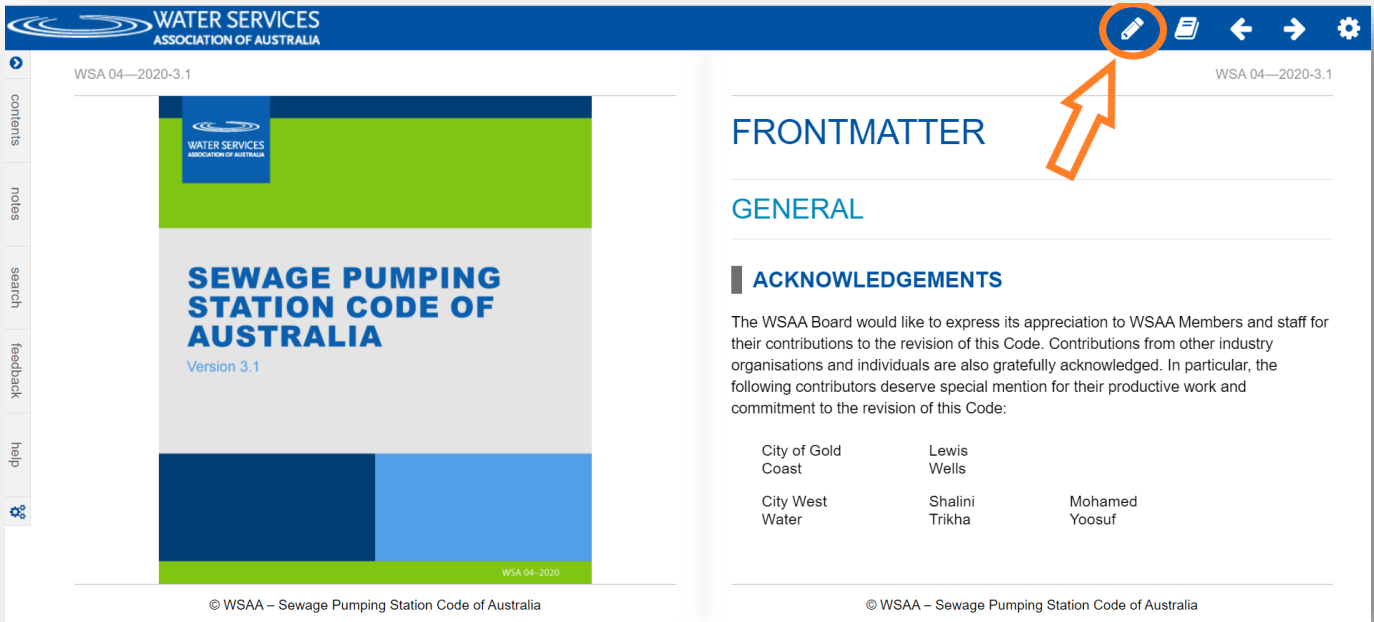 WATER SERVICES
ASSOCIATION OF AUSTRALIA
contents
notes
search
feedback
help
WSA 04—2020-3.1
WATER SERVICES
ASSOCIATION OF AUSTRALIA
SEWAGE PUMPING
STATION CODE OF
AUSTRALIA
Version 3.1
WSA 04–2020
© WSAA – Sewage Pumping Station Code of Australia
WSA 04—2020-3.1
FRONTMATTER
GENERAL
ACKNOWLEDGEMENTS
The WSAA Board would like to express its appreciation to WSAA Members and staff for
their contributions to the revision of this Code. Contributions from other industry
organisations and individuals are also gratefully acknowledged. In particular, the
following contributors deserve special mention for their productive work and
commitment to the revision of this Code:
City of Gold Lewis
Coast Wells
City West Shalini Mohamed
Water Trikha Yoosuf
© WSAA – Sewage Pumping Station Code of Australia